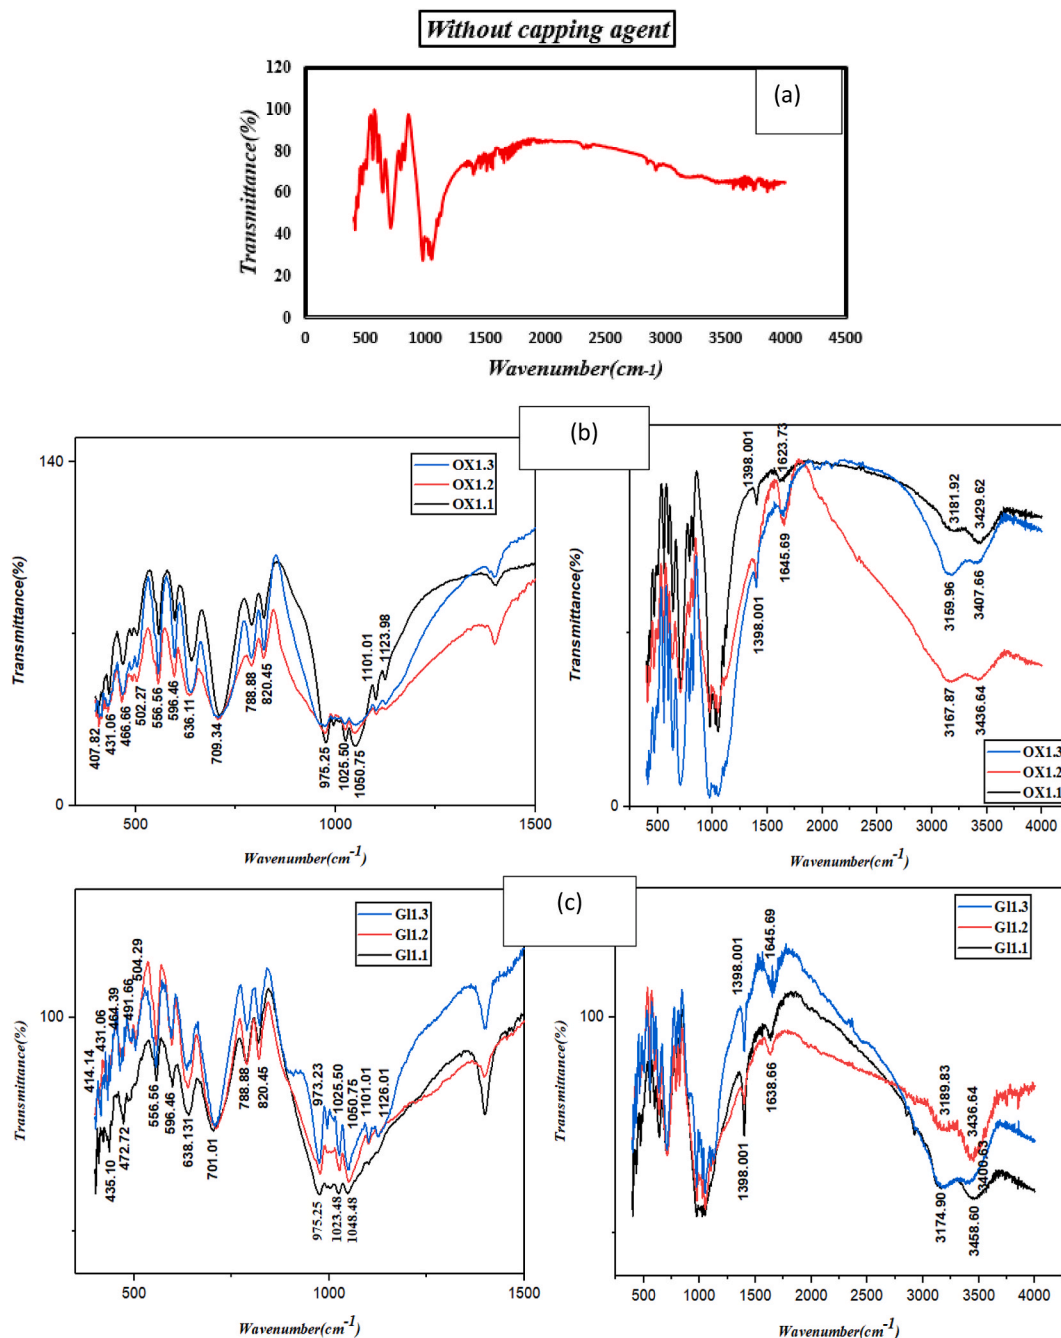 Without capping agent
(a)
Transmittance(%)
120
100
80
60
40
20
0
0 500 1000 1500 2000 2500 3000 3500 4000 4500
Wavenumber(cm-1)
(b)
Transmittance(%)
140
0
OX1.3
OX1.2
OX1.1
407.82
431.06
466.66
502.27
556.56
596.46
636.11
709.34
788.88
820.45
975.25
1025.50
1050.75
1101.01
1123.98
500 1000 1500
Wavenumber(cm-1)
Transmittance(%)
0
1398.001
1623.73
1398.001
1645.69
3181.92
3429.62
3159.96
3407.66
3167.87
3436.64
OX1.3
OX1.2
OX1.1
500 1000 1500 2000 2500 3000 3500 4000
Wavenumber(cm-1)
(c)
Transmittance(%)
100
Gl1.3
Gl1.2
Gl1.1
414.14
431.06
464.39
491.66
504.29
435.10
472.72
556.56
596.46
638.131
701.01
788.88
820.45
973.23
1025.50
1050.75
1101.01
1126.01
975.25
1023.48
1048.48
500 1000 1500
Wavenumber(cm-1)
Transmittance(%)
100
Gl1.3
Gl1.2
Gl1.1
1398.001
1645.69
1398.001
1638.66
3189.83
3436.64
3400.63
3174.90
3458.60
500 1000 1500 2000 2500 3000 3500 4000
Wavenumber(cm-1)